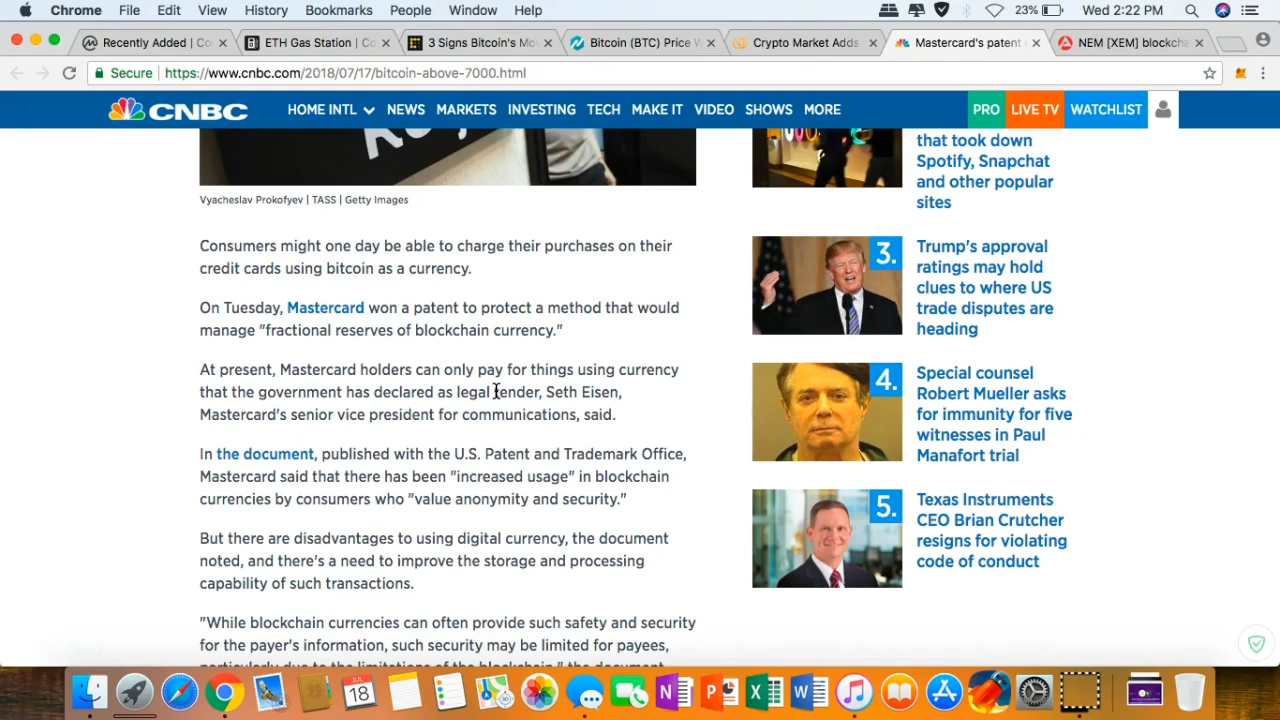 Chrome File Edit View History Bookmarks People Window Help 23% Wed 2:22 PM
Recently Added | Co
ETH Gas Station | Co
3 Signs Bitcoin's Mov
Bitcoin (BTC) Price W
Crypto Market Adds
Mastercard's patent
NEM [XEM] blockcha
Secure https://www.cnbc.com/2018/07/17/bitcoin-above-7000.html
CNBC HOME INTL NEWS MARKETS INVESTING TECH MAKE IT VIDEO SHOWS MORE PRO LIVE TV WATCHLIST
Vyacheslav Prokofyev | TASS | Getty Images
Consumers might one day be able to charge their purchases on their
credit cards using bitcoin as a currency.
On Tuesday, Mastercard won a patent to protect a method that would
manage "fractional reserves of blockchain currency."
At present, Mastercard holders can only pay for things using currency
that the government has declared as legal tender, Seth Eisen,
Mastercard's senior vice president for communications, said.
In the document, published with the U.S. Patent and Trademark Office,
Mastercard said that there has been "increased usage" in blockchain
currencies by consumers who "value anonymity and security."
But there are disadvantages to using digital currency, the document
noted, and there's a need to improve the storage and processing
capability of such transactions.
"While blockchain currencies can often provide such safety and security
for the payer's information, such security may be limited for payees,
particularly due to the limitations of the blockchain," the document
that took down
Spotify, Snapchat
and other popular
sites
3.
Trump's approval
ratings may hold
clues to where US
trade disputes are
heading
4.
Special counsel
Robert Mueller asks
for immunity for five
witnesses in Paul
Manafort trial
5.
Texas Instruments
CEO Brian Crutcher
resigns for violating
code of conduct
JUL
18